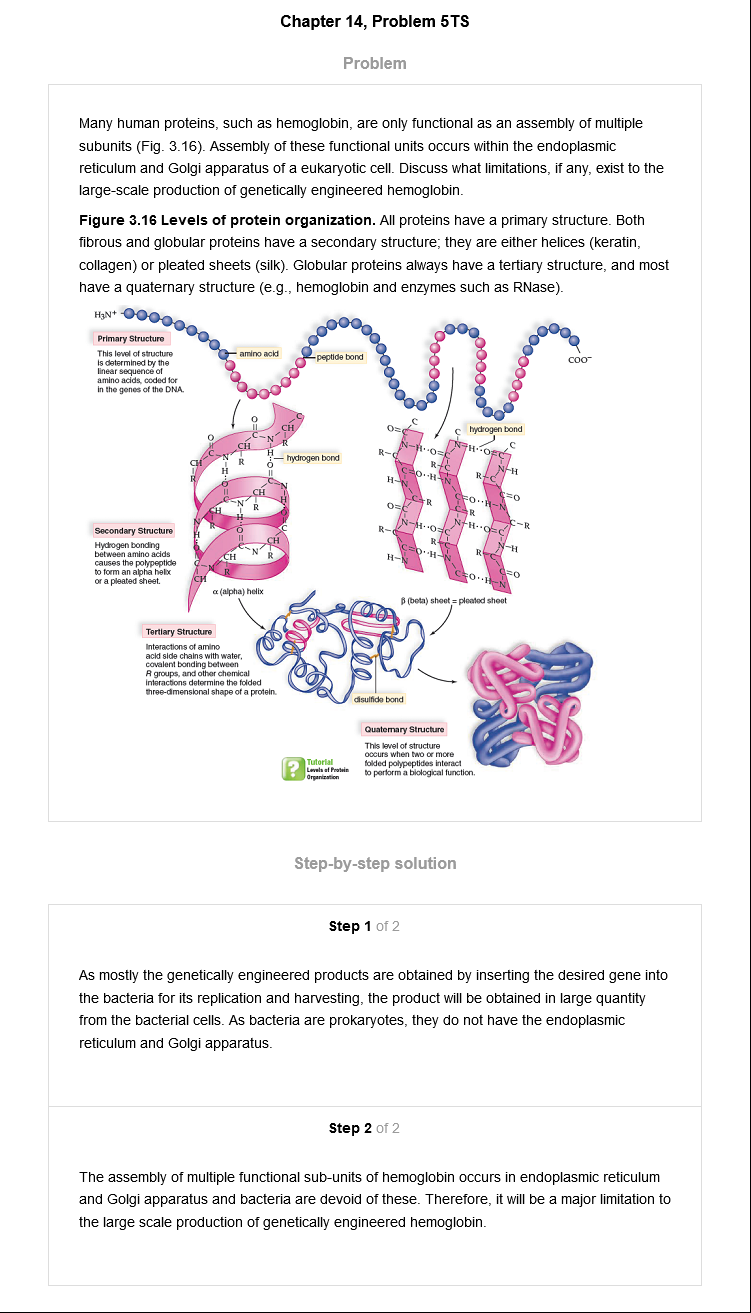 Chapter 14, Problem 5TS
Problem
Many human proteins, such as hemoglobin, are only functional as an assembly of multiple
subunits (Fig. 3.16). Assembly of these functional units occurs within the endoplasmic
reticulum and Golgi apparatus of a eukaryotic cell. Discuss what limitations, if any, exist to the
large-scale production of genetically engineered hemoglobin.
Figure 3.16 Levels of protein organization. All proteins have a primary structure. Both
fibrous and globular proteins have a secondary structure; they are either helices (keratin,
collagen) or pleated sheets (silk). Globular proteins always have a tertiary structure, and most
have a quaternary structure (e.g., hemoglobin and enzymes such as RNase).
H₃N⁺
Primary Structure
This level of structure
is determined by the
linear sequence of
amino acids, coded for
in the genes of the DNA.
amino acid
peptide bond
COO⁻
hydrogen bond
hydrogen bond
Secondary Structure
Hydrogen bonding
between amino acids
causes the polypeptide
to form an alpha helix
or a pleated sheet.
α (alpha) helix
β (beta) sheet = pleated sheet
Tertiary Structure
Interactions of amino
acid side chains with water,
covalent bonding between
R groups, and other chemical
interactions determine the folded
three-dimensional shape of a protein.
disulfide bond
Quaternary Structure
This level of structure
occurs when two or more
folded polypeptides interact
to perform a biological function.
?
Tutorial
Levels of Protein
Organization
Step-by-step solution
Step 1 of 2
As mostly the genetically engineered products are obtained by inserting the desired gene into
the bacteria for its replication and harvesting, the product will be obtained in large quantity
from the bacterial cells. As bacteria are prokaryotes, they do not have the endoplasmic
reticulum and Golgi apparatus.
Step 2 of 2
The assembly of multiple functional sub-units of hemoglobin occurs in endoplasmic reticulum
and Golgi apparatus and bacteria are devoid of these. Therefore, it will be a major limitation to
the large scale production of genetically engineered hemoglobin.